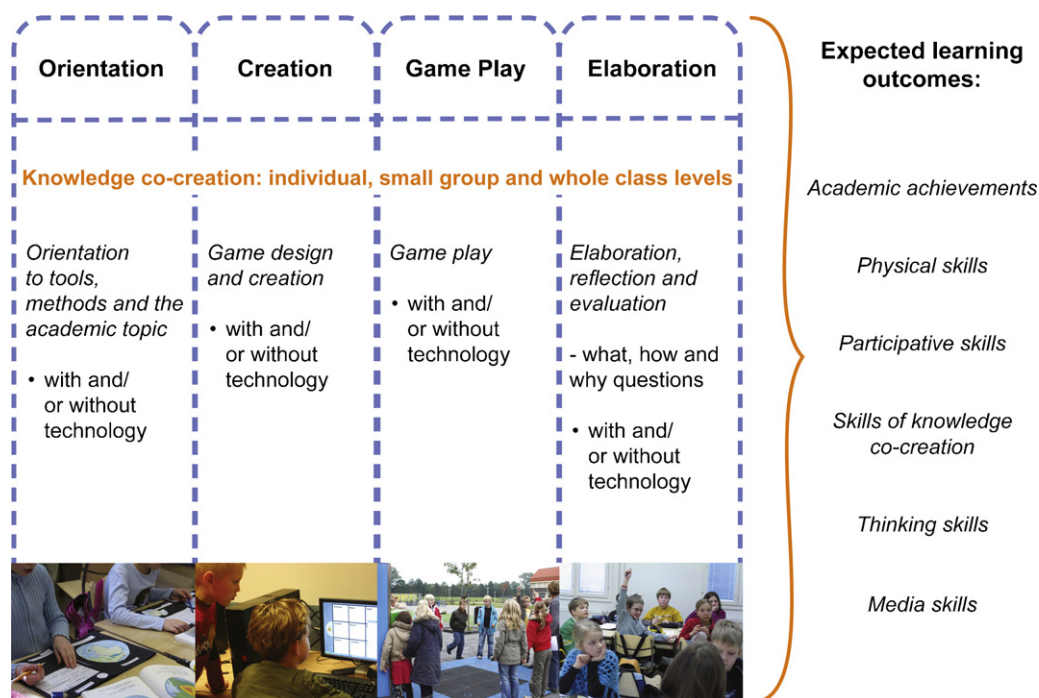 Orientation
Creation
Game Play
Elaboration
Knowledge co-creation: individual, small group and whole class levels
Orientation
to tools,
methods and the
academic topic
• with and/
or without
technology
Game design
and creation
• with and/
or without
technology
Game play
• with and/
or without
technology
Elaboration,
reflection and
evaluation
- what, how and
why questions
• with and/
or without
technology
Expected learning
outcomes:
Academic achievements
Physical skills
Participative skills
Skills of knowledge
co-creation
Thinking skills
Media skills